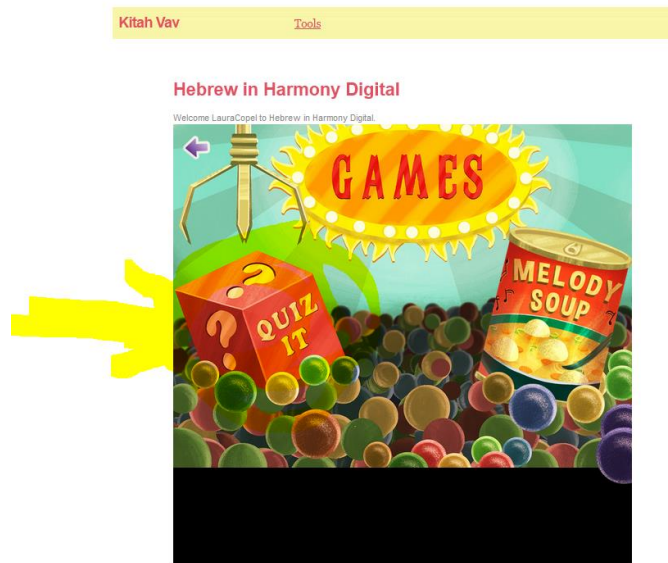 Kitah Vav Tools
Hebrew in Harmony Digital
Welcome LauraCopel to Hebrew in Harmony Digital.
GAMES
? ? ?
QUIZ
IT
MELODY
SOUP